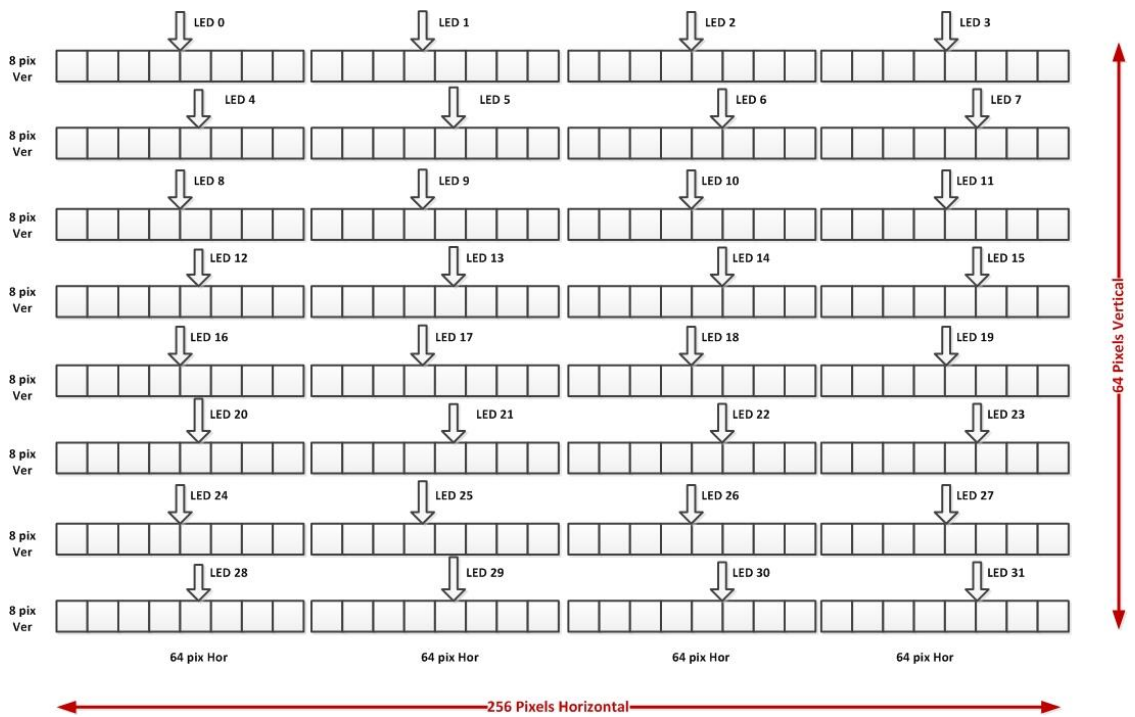 LED 0 LED 1 LED 2 LED 3
8 pix
Ver
LED 4 LED 5 LED 6 LED 7
8 pix
Ver
LED 8 LED 9 LED 10 LED 11
8 pix
Ver
LED 12 LED 13 LED 14 LED 15
8 pix
Ver
LED 16 LED 17 LED 18 LED 19
8 pix
Ver
LED 20 LED 21 LED 22 LED 23
8 pix
Ver
LED 24 LED 25 LED 26 LED 27
8 pix
Ver
LED 28 LED 29 LED 30 LED 31
8 pix
Ver
64 pix Hor 64 pix Hor 64 pix Hor 64 pix Hor
256 Pixels Horizontal
64 Pixels Vertical